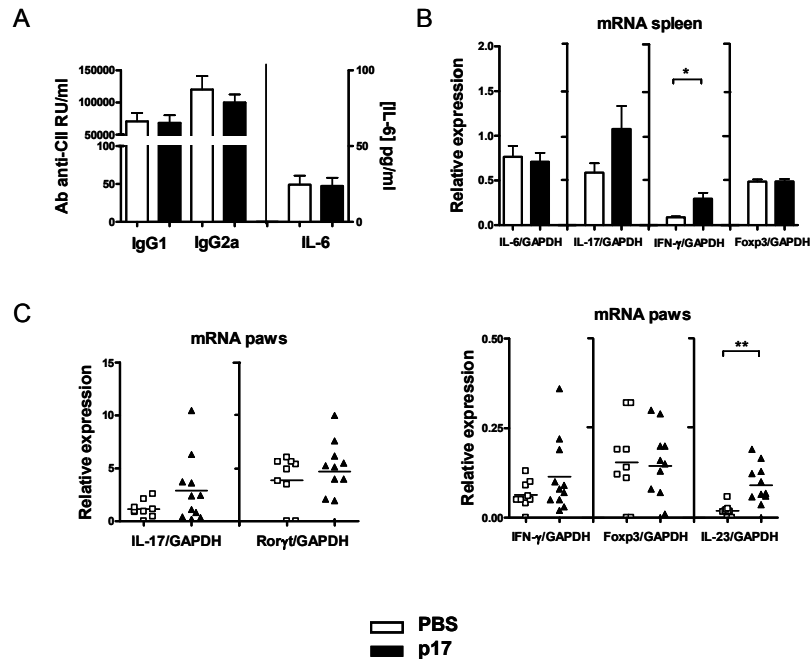 A
Ab anti-CII RU/ml
150000
100000
50000
100
50
0
100
50
0
[IL-6] pg/ml
IgG1 IgG2a IL-6
B
mRNA spleen
Relative expression
2.0
1.5
1.0
0.5
0.0
*
IL-6/GAPDH IL-17/GAPDH IFN-γ/GAPDH Foxp3/GAPDH
C
mRNA paws
Relative expression
15
10
5
0
IL-17/GAPDH Rorγt/GAPDH
mRNA paws
Relative expression
0.50
0.25
0.00
**
IFN-γ/GAPDH Foxp3/GAPDH IL-23/GAPDH
PBS
p17